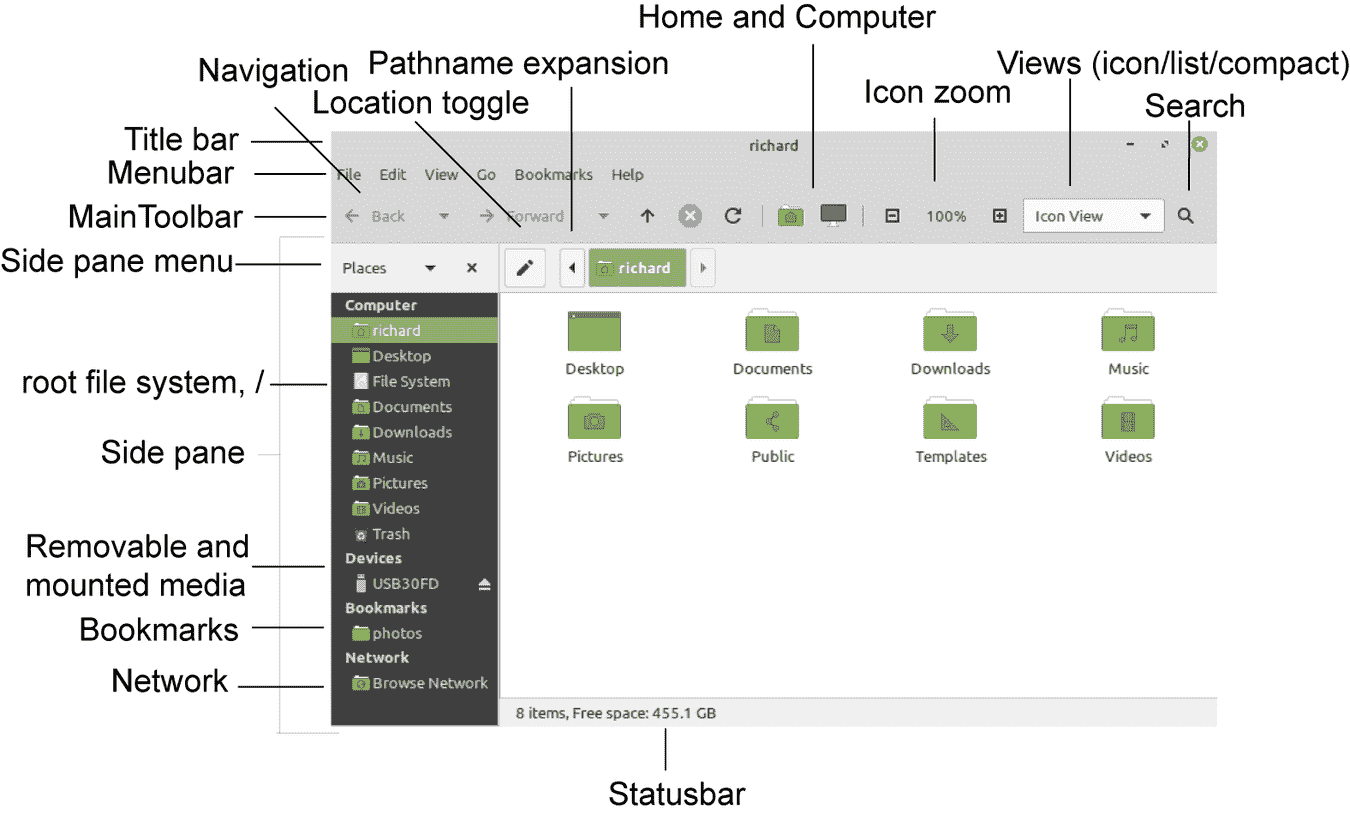 Home and Computer
Navigation
Pathname expansion
Views (icon/list/compact)
Location toggle
Icon zoom
Search
Title bar
richard
Menubar
File Edit View Go Bookmarks Help
MainToolbar
Back Forward 100% Icon View
Side pane menu
Places richard
Computer
richard
Desktop
File System
Documents
Downloads
Music
Pictures
Videos
Trash
Devices
USB30FD
Bookmarks
photos
Network
Browse Network
root file system, /
Side pane
Removable and
mounted media
Bookmarks
Network
Desktop Documents Downloads Music
Pictures Public Templates Videos
8 items, Free space: 455.1 GB
Statusbar